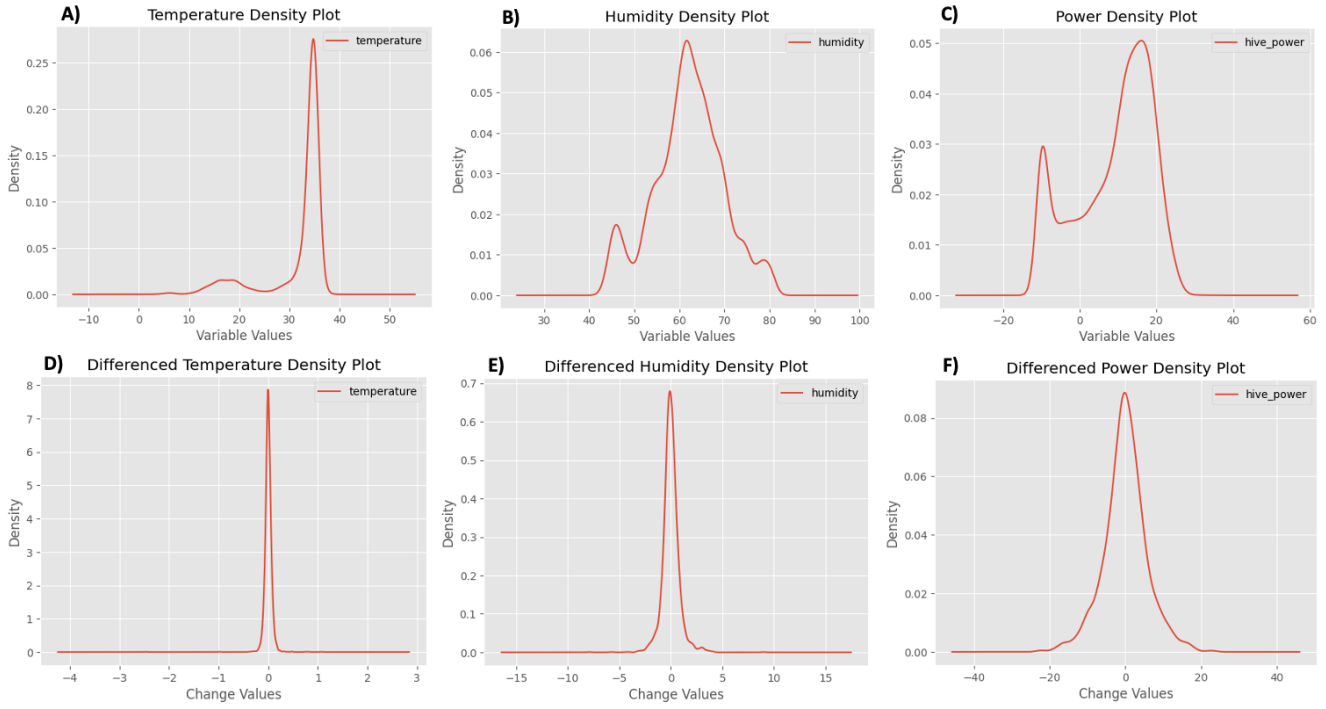 A) Temperature Density Plot
temperature
Density
0.25
0.20
0.15
0.10
0.05
0.00
−10 0 10 20 30 40 50
Variable Values
B) Humidity Density Plot
humidity
Density
0.06
0.05
0.04
0.03
0.02
0.01
0.00
30 40 50 60 70 80 90 100
Variable Values
C) Power Density Plot
hive_power
Density
0.05
0.04
0.03
0.02
0.01
0.00
−20 0 20 40 60
Variable Values
D) Differenced Temperature Density Plot
temperature
Density
8
7
6
5
4
3
2
1
0
−4 −3 −2 −1 0 1 2 3
Change Values
E) Differenced Humidity Density Plot
humidity
Density
0.7
0.6
0.5
0.4
0.3
0.2
0.1
0.0
−15 −10 −5 0 5 10 15
Change Values
F) Differenced Power Density Plot
hive_power
Density
0.08
0.06
0.04
0.02
0.00
−40 −20 0 20 40
Change Values